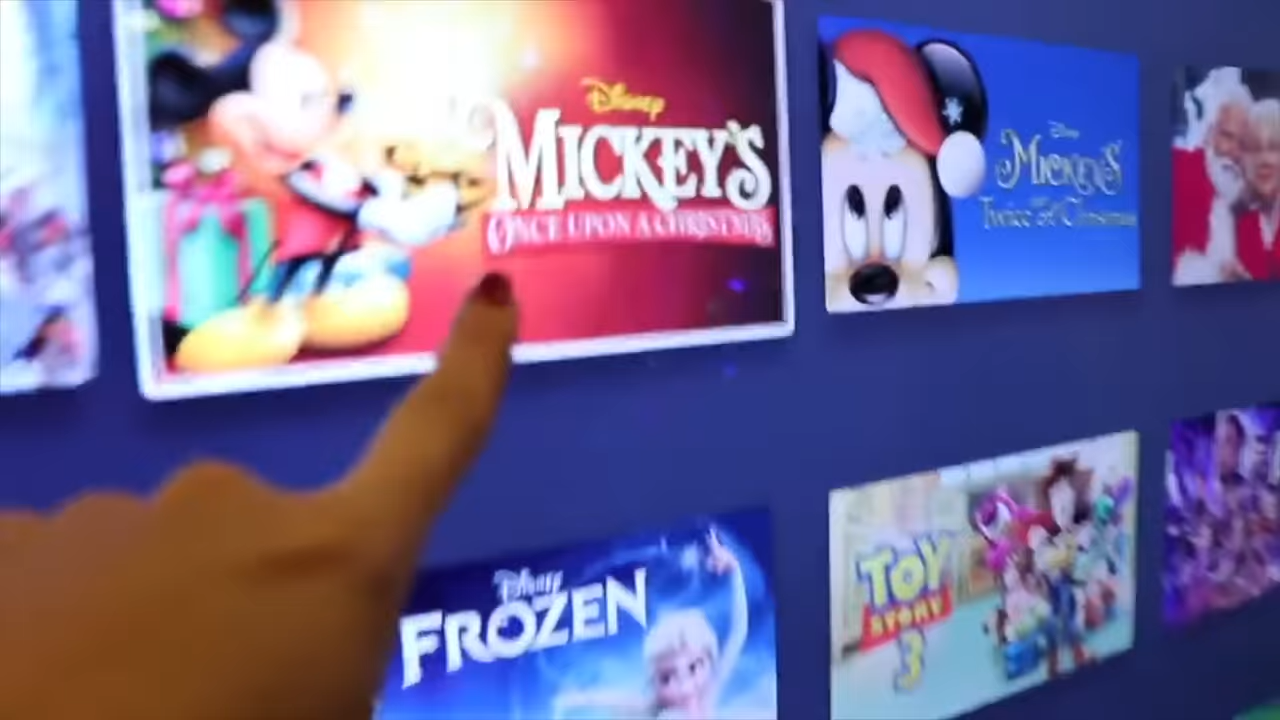 Disney
MICKEY'S
ONCE UPON A CHRISTMAS
Disney
MICKEY'S
Twice Upon A Christmas
Disney
FROZEN
TOY
STORY
3